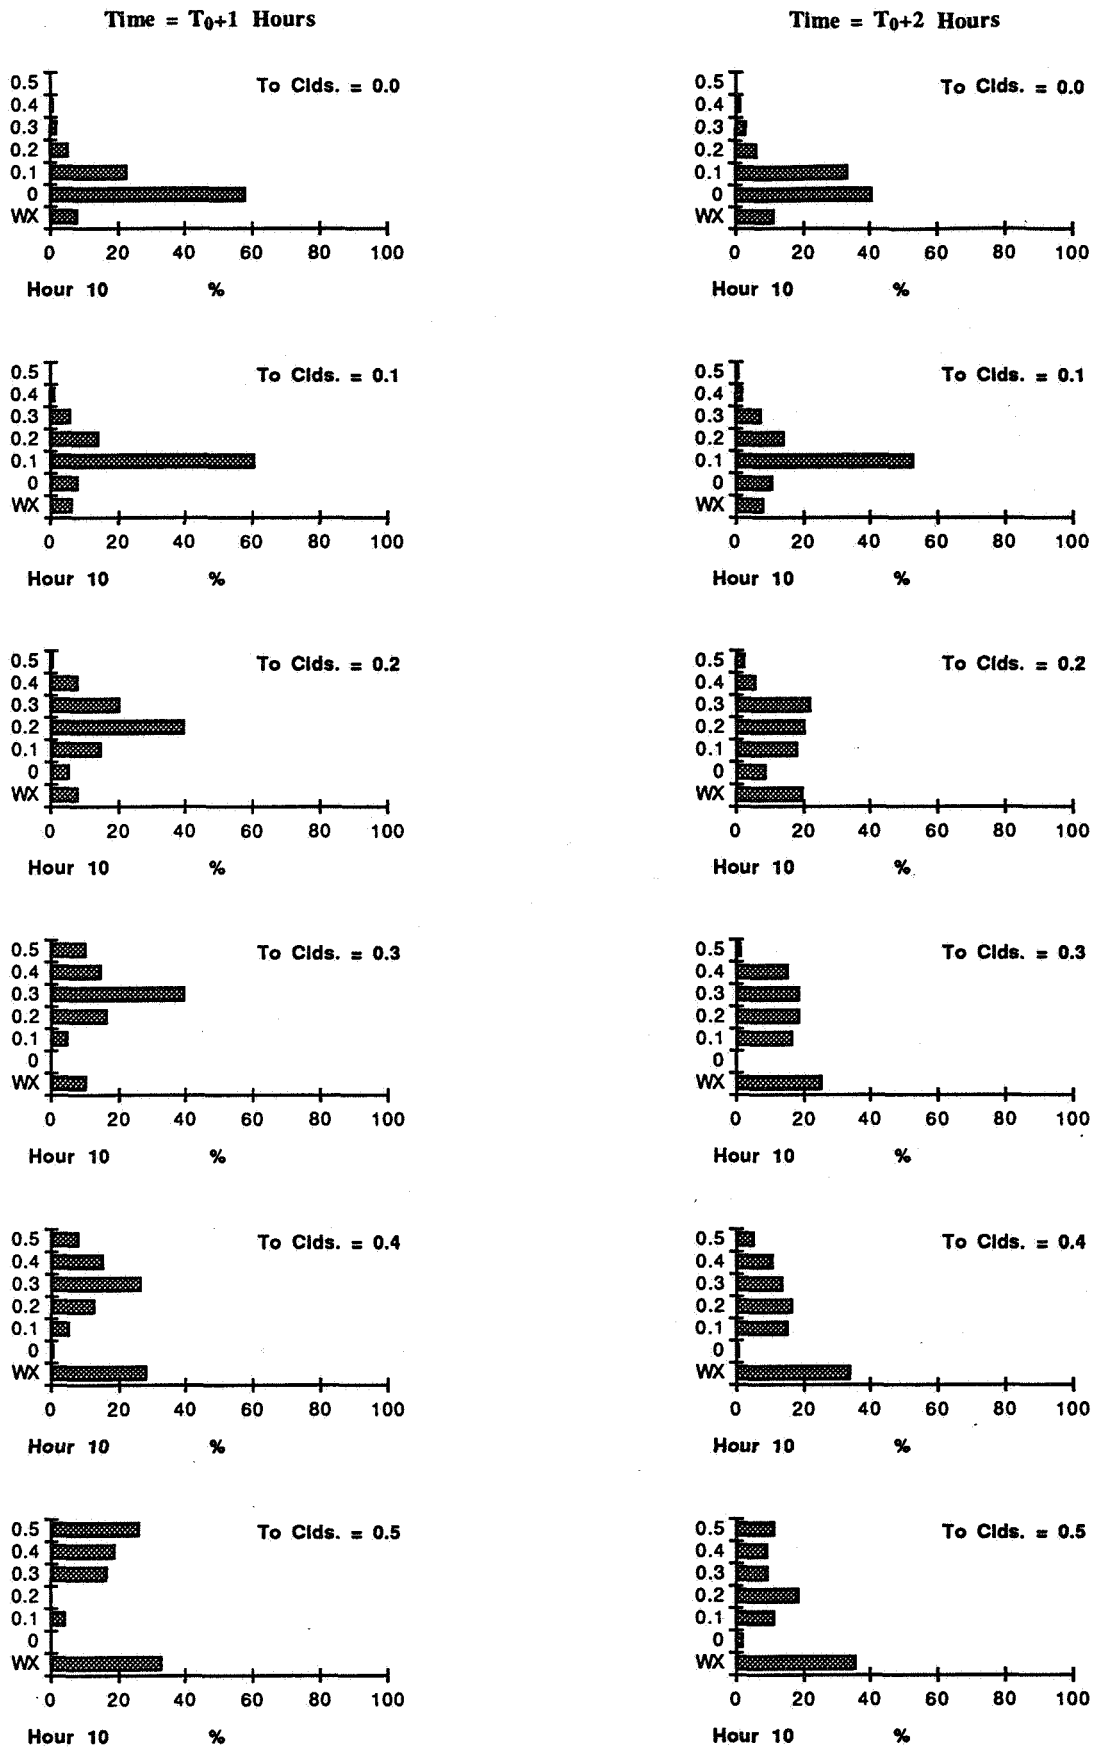 Time = T0+1 Hours
Time = T0+2 Hours
To Clds. = 0.0
0.5
0.4
0.3
0.2
0.1
0
WX
0 20 40 60 80 100
Hour 10 %
To Clds. = 0.0
0.5
0.4
0.3
0.2
0.1
0
WX
0 20 40 60 80 100
Hour 10 %
To Clds. = 0.1
0.5
0.4
0.3
0.2
0.1
0
WX
0 20 40 60 80 100
Hour 10 %
To Clds. = 0.1
0.5
0.4
0.3
0.2
0.1
0
WX
0 20 40 60 80 100
Hour 10 %
To Clds. = 0.2
0.5
0.4
0.3
0.2
0.1
0
WX
0 20 40 60 80 100
Hour 10 %
To Clds. = 0.2
0.5
0.4
0.3
0.2
0.1
0
WX
0 20 40 60 80 100
Hour 10 %
To Clds. = 0.3
0.5
0.4
0.3
0.2
0.1
0
WX
0 20 40 60 80 100
Hour 10 %
To Clds. = 0.3
0.5
0.4
0.3
0.2
0.1
0
WX
0 20 40 60 80 100
Hour 10 %
To Clds. = 0.4
0.5
0.4
0.3
0.2
0.1
0
WX
0 20 40 60 80 100
Hour 10 %
To Clds. = 0.4
0.5
0.4
0.3
0.2
0.1
0
WX
0 20 40 60 80 100
Hour 10 %
To Clds. = 0.5
0.5
0.4
0.3
0.2
0.1
0
WX
0 20 40 60 80 100
Hour 10 %
To Clds. = 0.5
0.5
0.4
0.3
0.2
0.1
0
WX
0 20 40 60 80 100
Hour 10 %